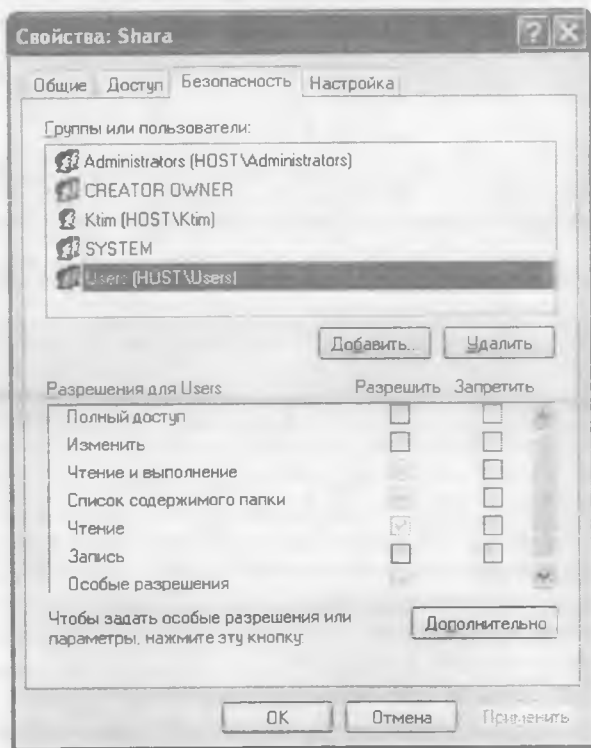 Свойства: Shara
Общие Доступ Безопасность Настройка
Группы или пользователи:
Administrators (HOST\Administrators)
CREATOR OWNER
Ktim (HOST\Ktim)
SYSTEM
Users (HOST\Users)
Добавить... Удалить
Разрешения для Users Разрешить Запретить
Полный доступ
Изменить
Чтение и выполнение
Список содержимого папки
Чтение
Запись
Особые разрешения
Чтобы задать особые разрешения или
параметры, нажмите эту кнопку.
Дополнительно
OK Отмена Применить